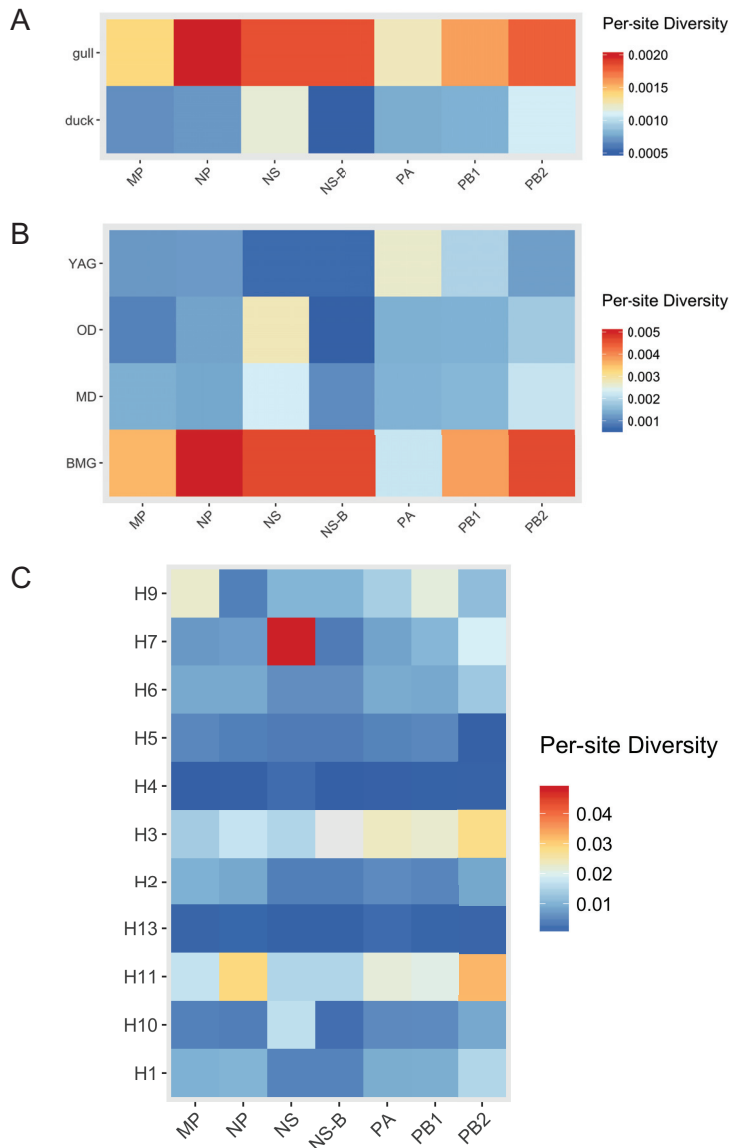 A
gull
duck
MP NP NS NS-B PA PB1 PB2
Per-site Diversity
0.0020
0.0015
0.0010
0.0005
B
YAG
OD
MD
BMG
MP NP NS NS-B PA PB1 PB2
Per-site Diversity
0.005
0.004
0.003
0.002
0.001
C
H9
H7
H6
H5
H4
H3
H2
H13
H11
H10
H1
MP NP NS NS-B PA PB1 PB2
Per-site Diversity
0.04
0.03
0.02
0.01